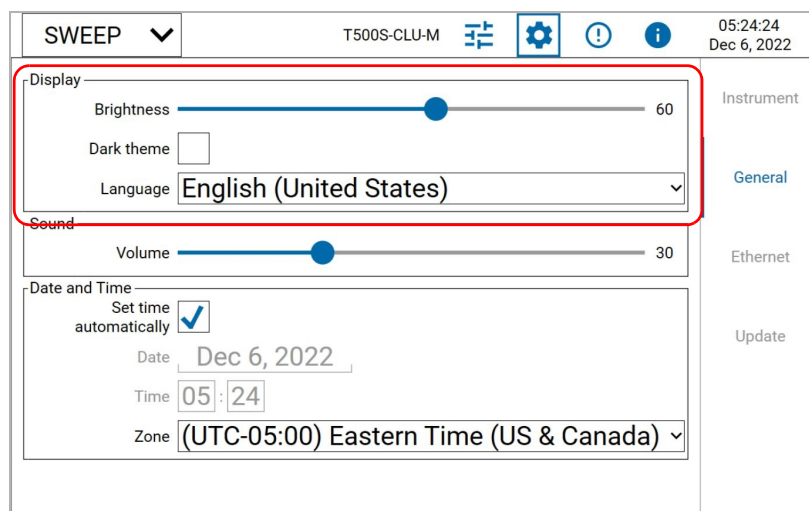 SWEEP T500S-CLU-M 05:24:24
Dec 6, 2022
Display
Brightness 60
Dark theme
Language English (United States)
Sound
Volume 30
Date and Time
Set time
automatically
Date Dec 6, 2022
Time 05 : 24
Zone (UTC-05:00) Eastern Time (US & Canada)
Instrument
General
Ethernet
Update